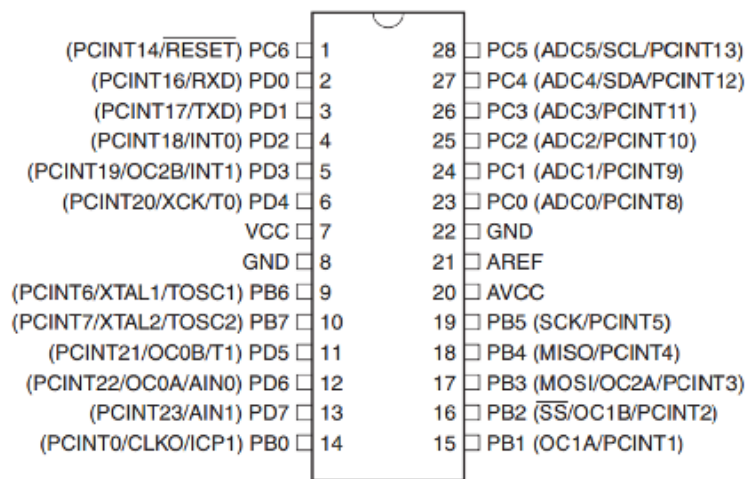 (PCINT14/RESET) PC6 1 28 PC5 (ADC5/SCL/PCINT13)
(PCINT16/RXD) PD0 2 27 PC4 (ADC4/SDA/PCINT12)
(PCINT17/TXD) PD1 3 26 PC3 (ADC3/PCINT11)
(PCINT18/INT0) PD2 4 25 PC2 (ADC2/PCINT10)
(PCINT19/OC2B/INT1) PD3 5 24 PC1 (ADC1/PCINT9)
(PCINT20/XCK/T0) PD4 6 23 PC0 (ADC0/PCINT8)
VCC 7 22 GND
GND 8 21 AREF
(PCINT6/XTAL1/TOSC1) PB6 9 20 AVCC
(PCINT7/XTAL2/TOSC2) PB7 10 19 PB5 (SCK/PCINT5)
(PCINT21/OC0B/T1) PD5 11 18 PB4 (MISO/PCINT4)
(PCINT22/OC0A/AIN0) PD6 12 17 PB3 (MOSI/OC2A/PCINT3)
(PCINT23/AIN1) PD7 13 16 PB2 (SS/OC1B/PCINT2)
(PCINT0/CLKO/ICP1) PB0 14 15 PB1 (OC1A/PCINT1)